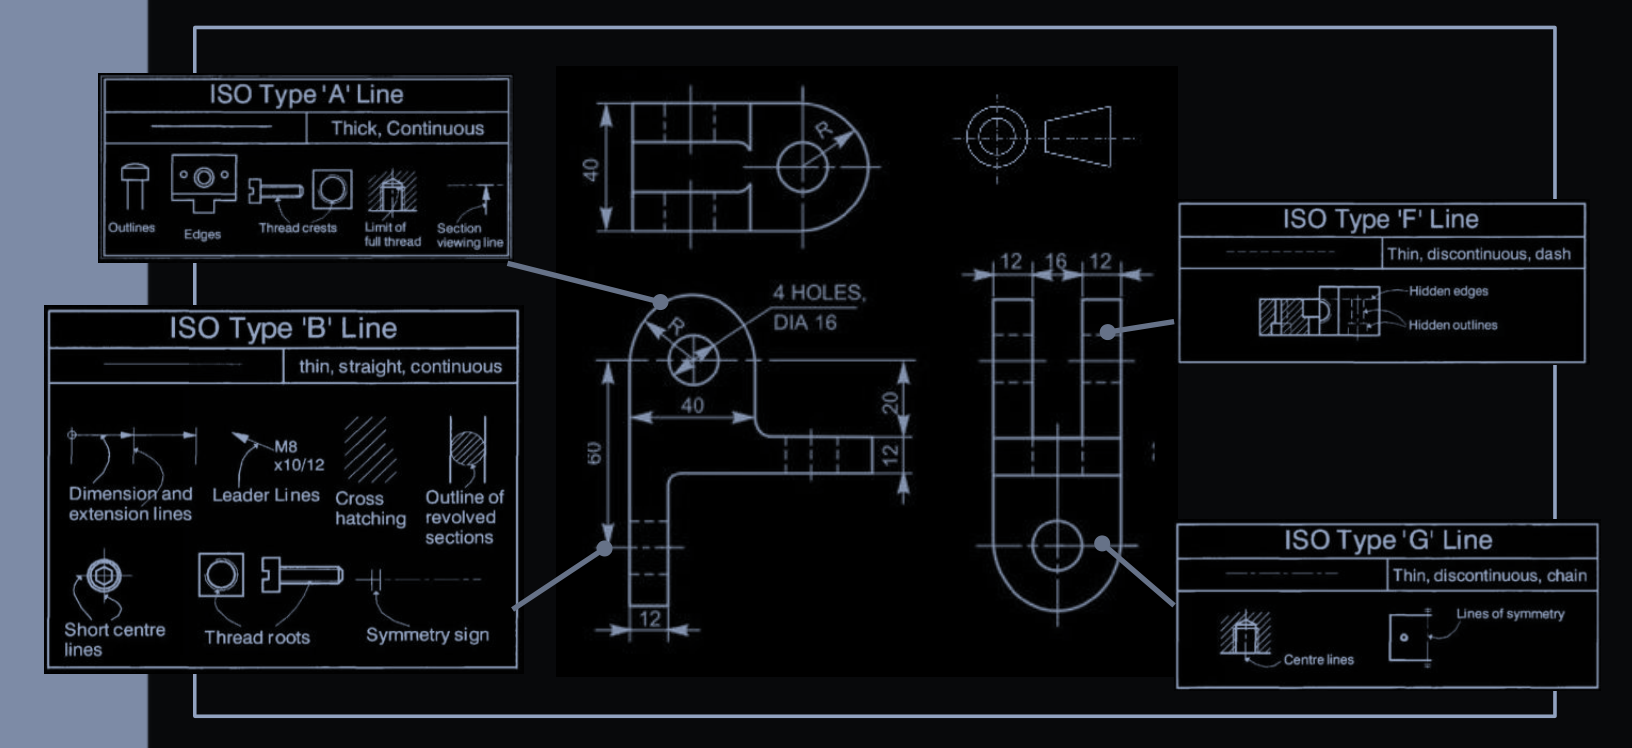 ISO Type 'A' Line
Thick, Continuous
Outlines
Edges
Thread crests
Limit of
full thread
Section
viewing line
ISO Type 'B' Line
thin, straight, continuous
M8
x10/12
Dimension and
extension lines
Leader Lines
Cross
hatching
Outline of
revolved
sections
Short centre
lines
Thread roots
Symmetry sign
40
R
4 HOLES,
DIA 16
R
40
60
20
12
12
12 16 12
ISO Type 'F' Line
Thin, discontinuous, dash
Hidden edges
Hidden outlines
ISO Type 'G' Line
Thin, discontinuous, chain
Lines of symmetry
Centre lines